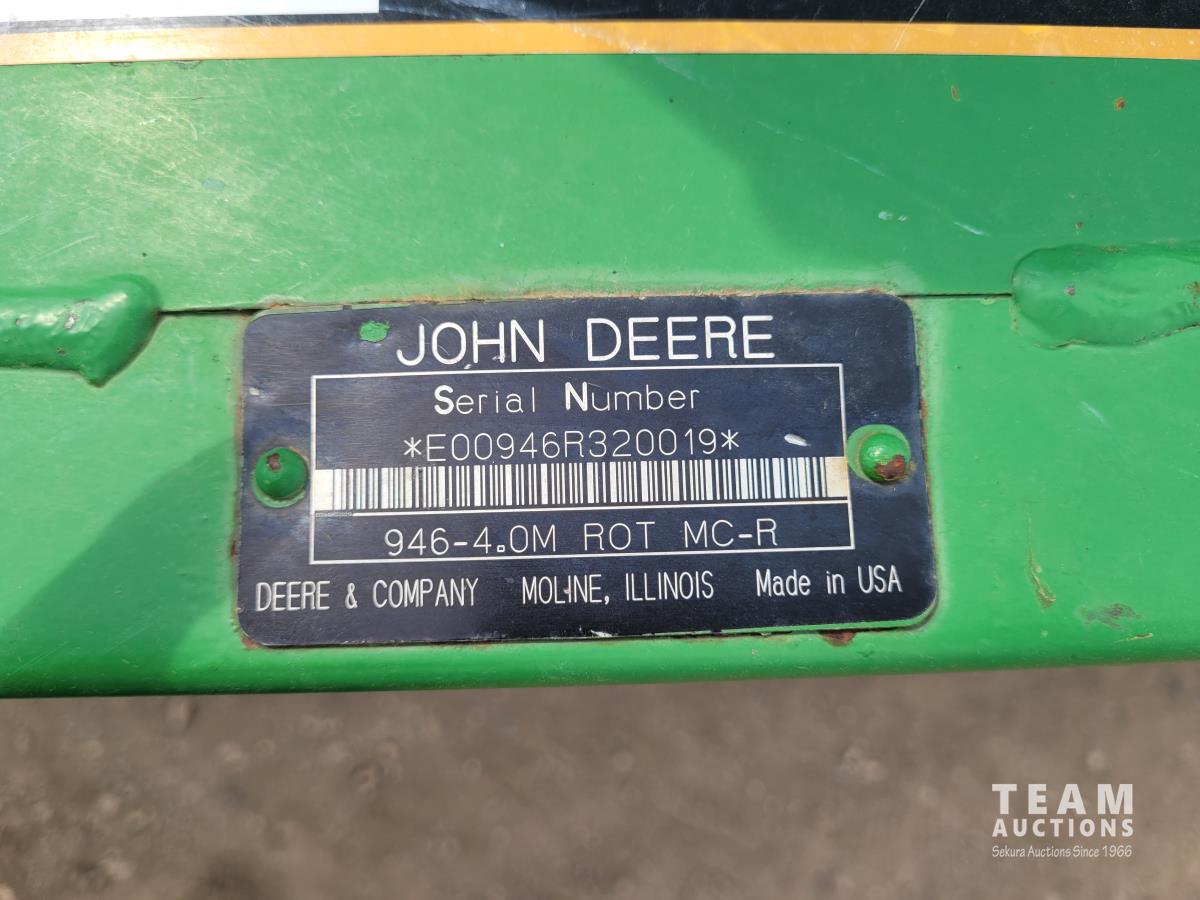 JOHN DEERE
Serial Number
*E00946R320019*
946-4.0M ROT MC-R
DEERE & COMPANY MOLINE, ILLINOIS Made in USA
TEAM
AUCTIONS
Sekura Auctions Since 1966